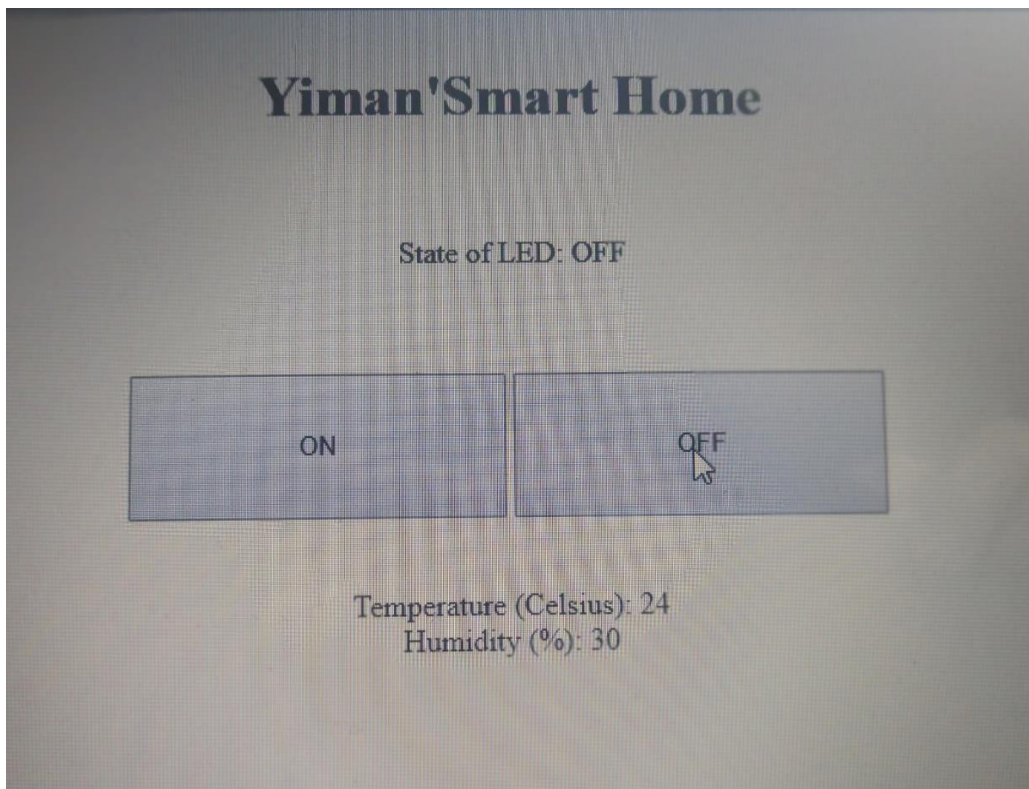 Yiman'Smart Home
State of LED: OFF
ON
OFF
Temperature (Celsius): 24
Humidity (%): 30